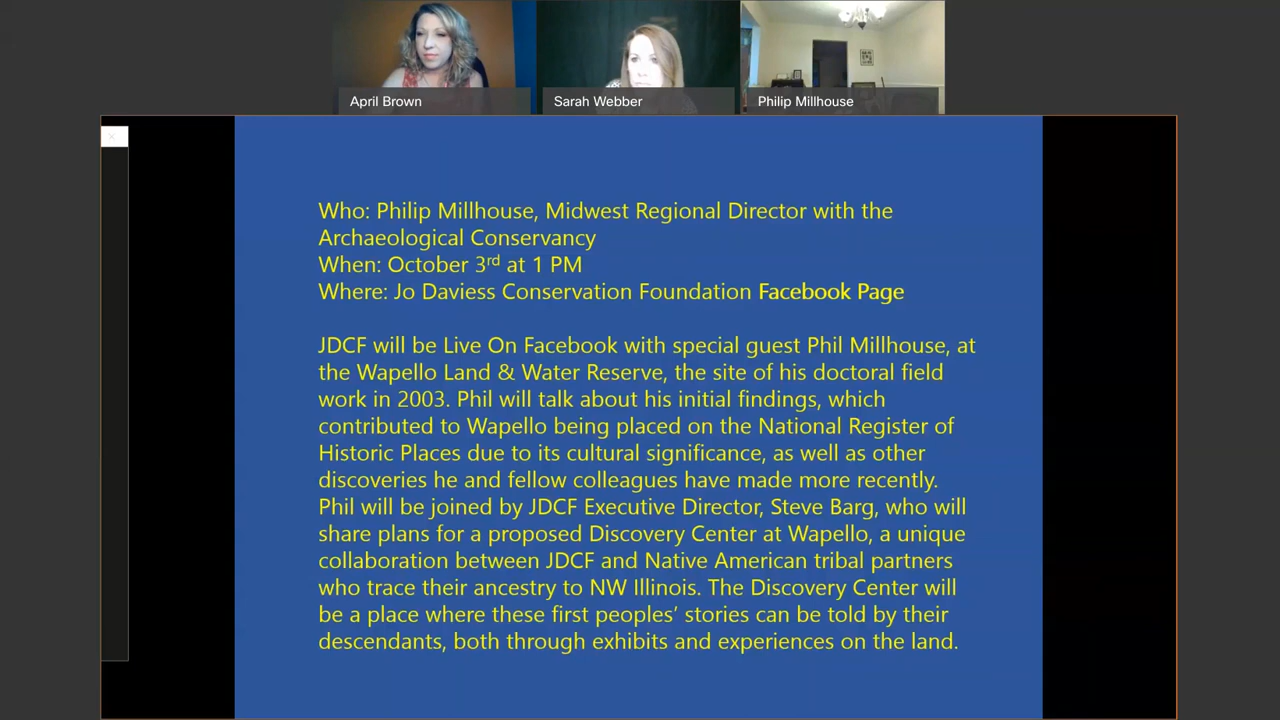 April Brown
Sarah Webber
Philip Millhouse
Who: Philip Millhouse, Midwest Regional Director with the
Archaeological Conservancy
When: October 3rd at 1 PM
Where: Jo Daviess Conservation Foundation Facebook Page
JDCF will be Live On Facebook with special guest Phil Millhouse, at
the Wapello Land & Water Reserve, the site of his doctoral field
work in 2003. Phil will talk about his initial findings, which
contributed to Wapello being placed on the National Register of
Historic Places due to its cultural significance, as well as other
discoveries he and fellow colleagues have made more recently.
Phil will be joined by JDCF Executive Director, Steve Barg, who will
share plans for a proposed Discovery Center at Wapello, a unique
collaboration between JDCF and Native American tribal partners
who trace their ancestry to NW Illinois. The Discovery Center will
be a place where these first peoples’ stories can be told by their
descendants, both through exhibits and experiences on the land.